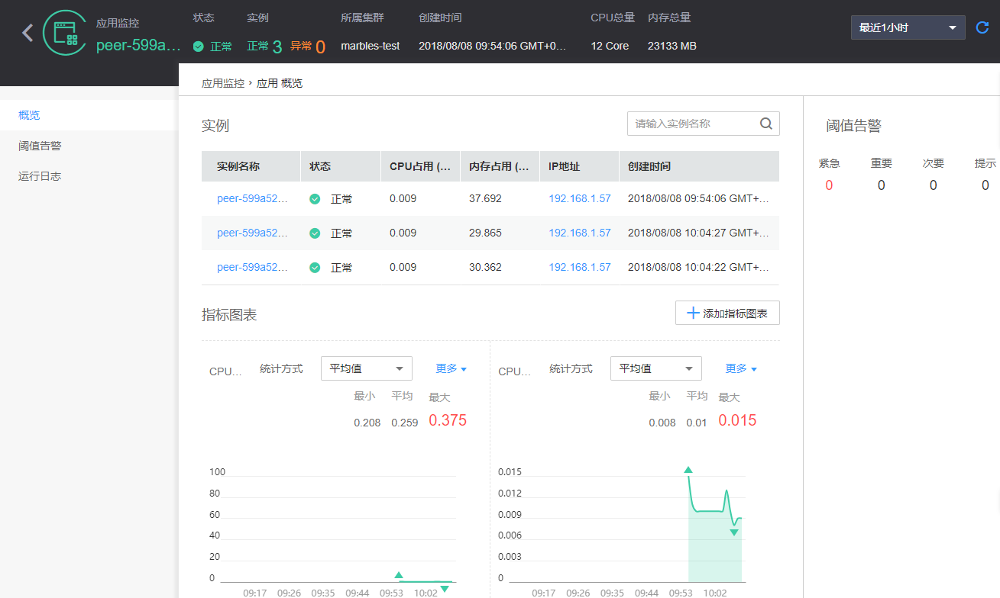 应用监控
peer-599a...
状态 实例 所属集群 创建时间 CPU总量 内存总量
正常 正常 3 异常 0 marbles-test 2018/08/08 09:54:06 GMT+0... 12 Core 23133 MB
最近1小时
概览
阈值告警
运行日志
应用监控 › 应用 概览
实例
请输入实例名称
实例名称 状态 CPU占用 (... 内存占用 (... IP地址 创建时间
peer-599a52... 正常 0.009 37.692 192.168.1.57 2018/08/08 09:54:06 GMT+...
peer-599a52... 正常 0.009 29.865 192.168.1.57 2018/08/08 10:04:27 GMT+...
peer-599a52... 正常 0.009 30.362 192.168.1.57 2018/08/08 10:04:22 GMT+...
指标图表
添加指标图表
CPU... 统计方式 平均值 更多
最小 平均 最大
0.208 0.259 0.375
100
80
60
40
20
0
09:17 09:26 09:35 09:44 09:53 10:02
CPU... 统计方式 平均值 更多
最小 平均 最大
0.008 0.01 0.015
0.015
0.012
0.009
0.006
0.003
0
09:17 09:26 09:35 09:44 09:53 10:02
阈值告警
紧急 重要 次要 提示
0 0 0 0